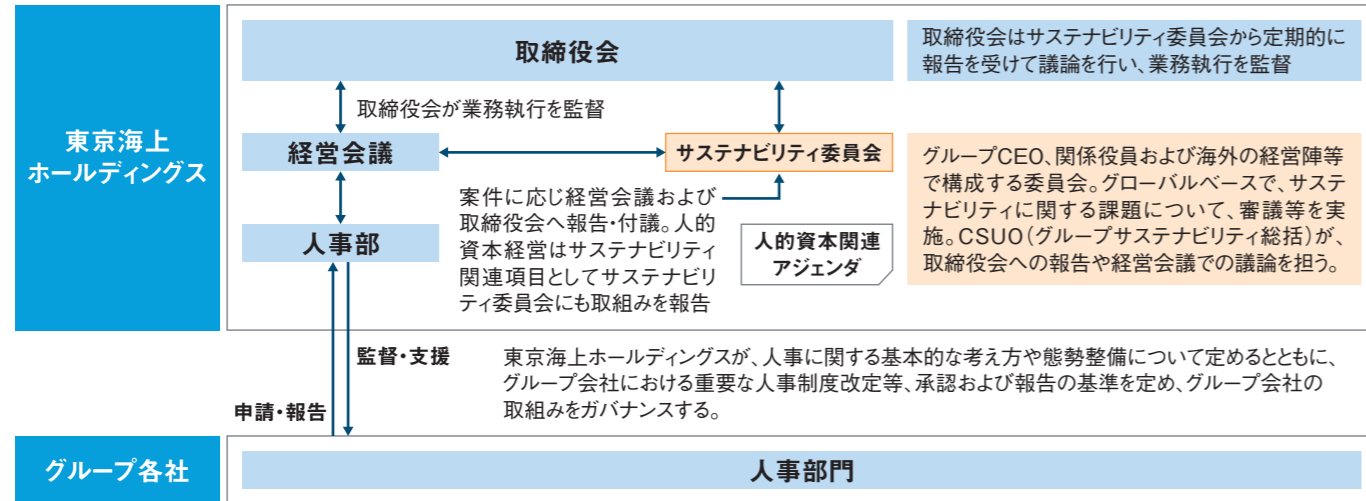 東京海上
ホールディングス
取締役会
取締役会はサステナビリティ委員会から定期的に
報告を受けて議論を行い、業務執行を監督
取締役会が業務執行を監督
経営会議
サステナビリティ委員会
グループCEO、関係役員および海外の経営陣等
で構成する委員会。グローバルベースで、サステ
ナビリティに関する課題について、審議等を実
施。CSUO（グループサステナビリティ総括）が、
取締役会への報告や経営会議での議論を担う。
案件に応じ経営会議および
取締役会へ報告・付議。人的
資本経営はサステナビリティ
関連項目としてサステナビリ
ティ委員会にも取組みを報告
人事部
人的資本関連
アジェンダ
監督・支援
東京海上ホールディングスが、人事に関する基本的な考え方や態勢整備について定めるとともに、
グループ会社における重要な人事制度改定等、承認および報告の基準を定め、グループ会社の
取組みをガバナンスする。
申請・報告
グループ各社
人事部門